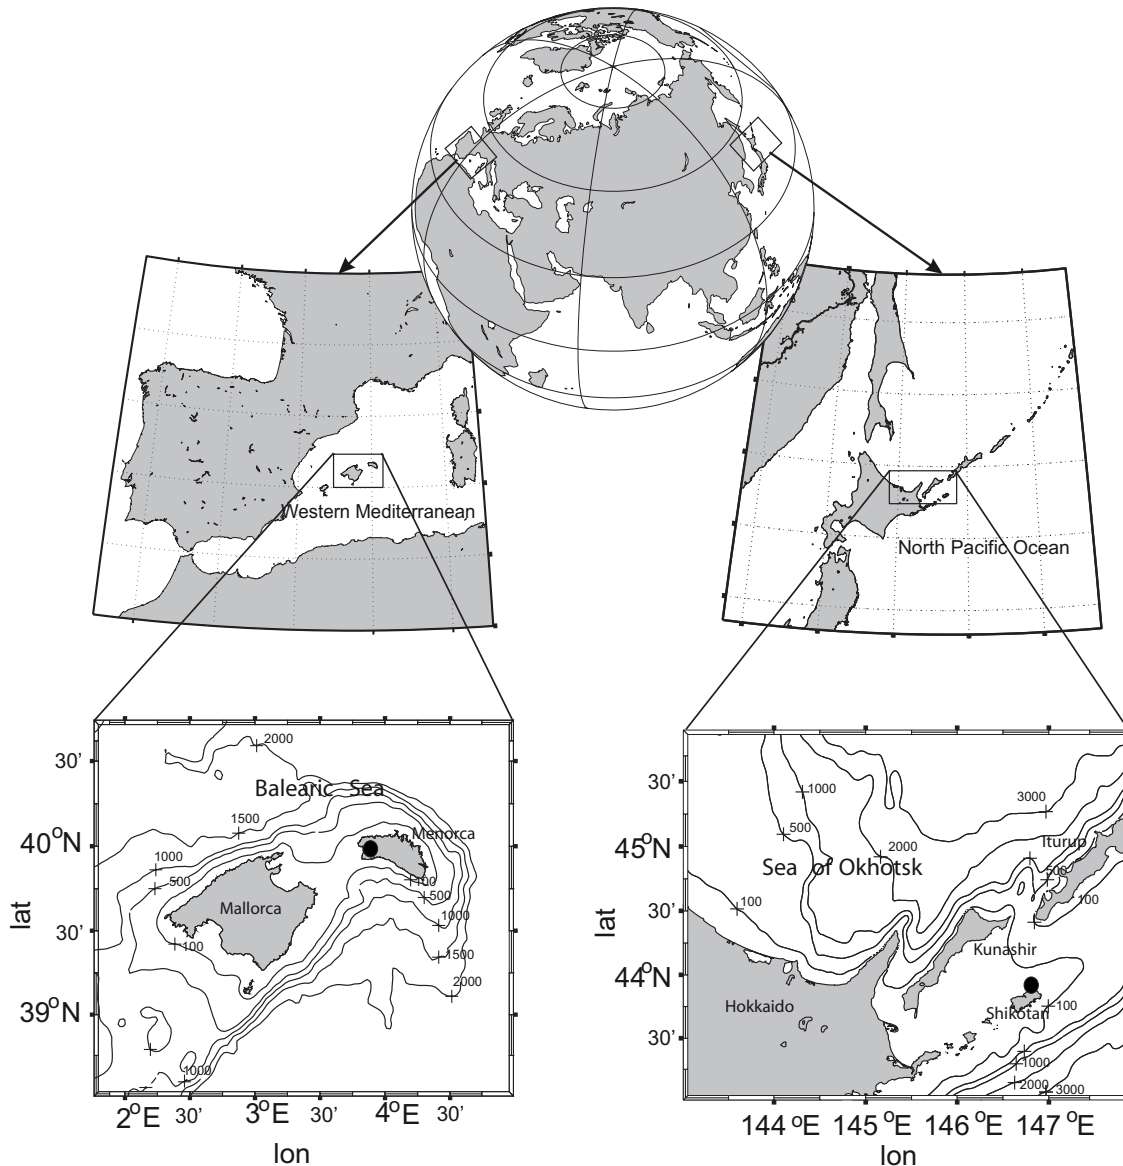 Western Mediterranean
North Pacific Ocean
2000
30'
Balearic Sea
1500
Menorca
40°N
1000
500
100
500
Mallorca
1000
lat
30'
100
1500
2000
39°N
1000
2°E 30' 3°E 30' 4°E 30'
lon
30'
1000
3000
500
Iturup
45°N
2000
Sea of Okhotsk
500
100
100
lat
30'
Kunashir
44°N
Hokkaido
Shikotan
100
30'
1000
2000
3000
144°E 145°E 146°E 147°E
lon